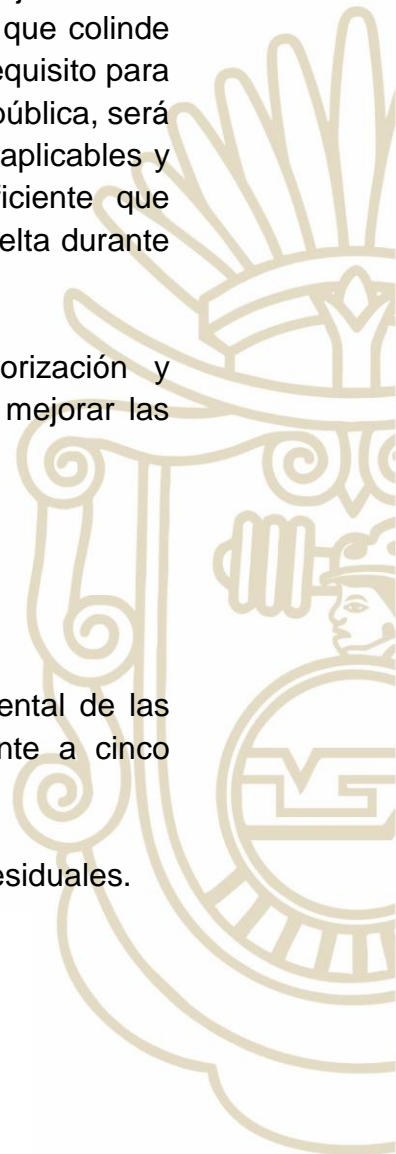 que colinde
equisito para
pública, será
aplicables y
ficiente que
elta durante
orización y
mejorar las
ental de las
nte a cinco
esiduales.